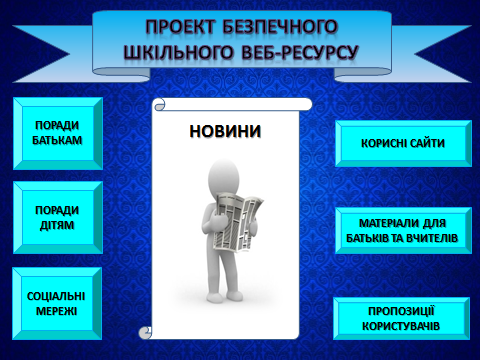 ПРОЕКТ БЕЗПЕЧНОГО
ШКІЛЬНОГО ВЕБ-РЕСУРСУ
ПОРАДИ
БАТЬКАМ
ПОРАДИ
ДІТЯМ
СОЦІАЛЬНІ
МЕРЕЖІ
НОВИНИ
КОРИСНІ САЙТИ
МАТЕРІАЛИ ДЛЯ
БАТЬКІВ ТА ВЧИТЕЛІВ
ПРОПОЗИЦІЇ
КОРИСТУВАЧІВ